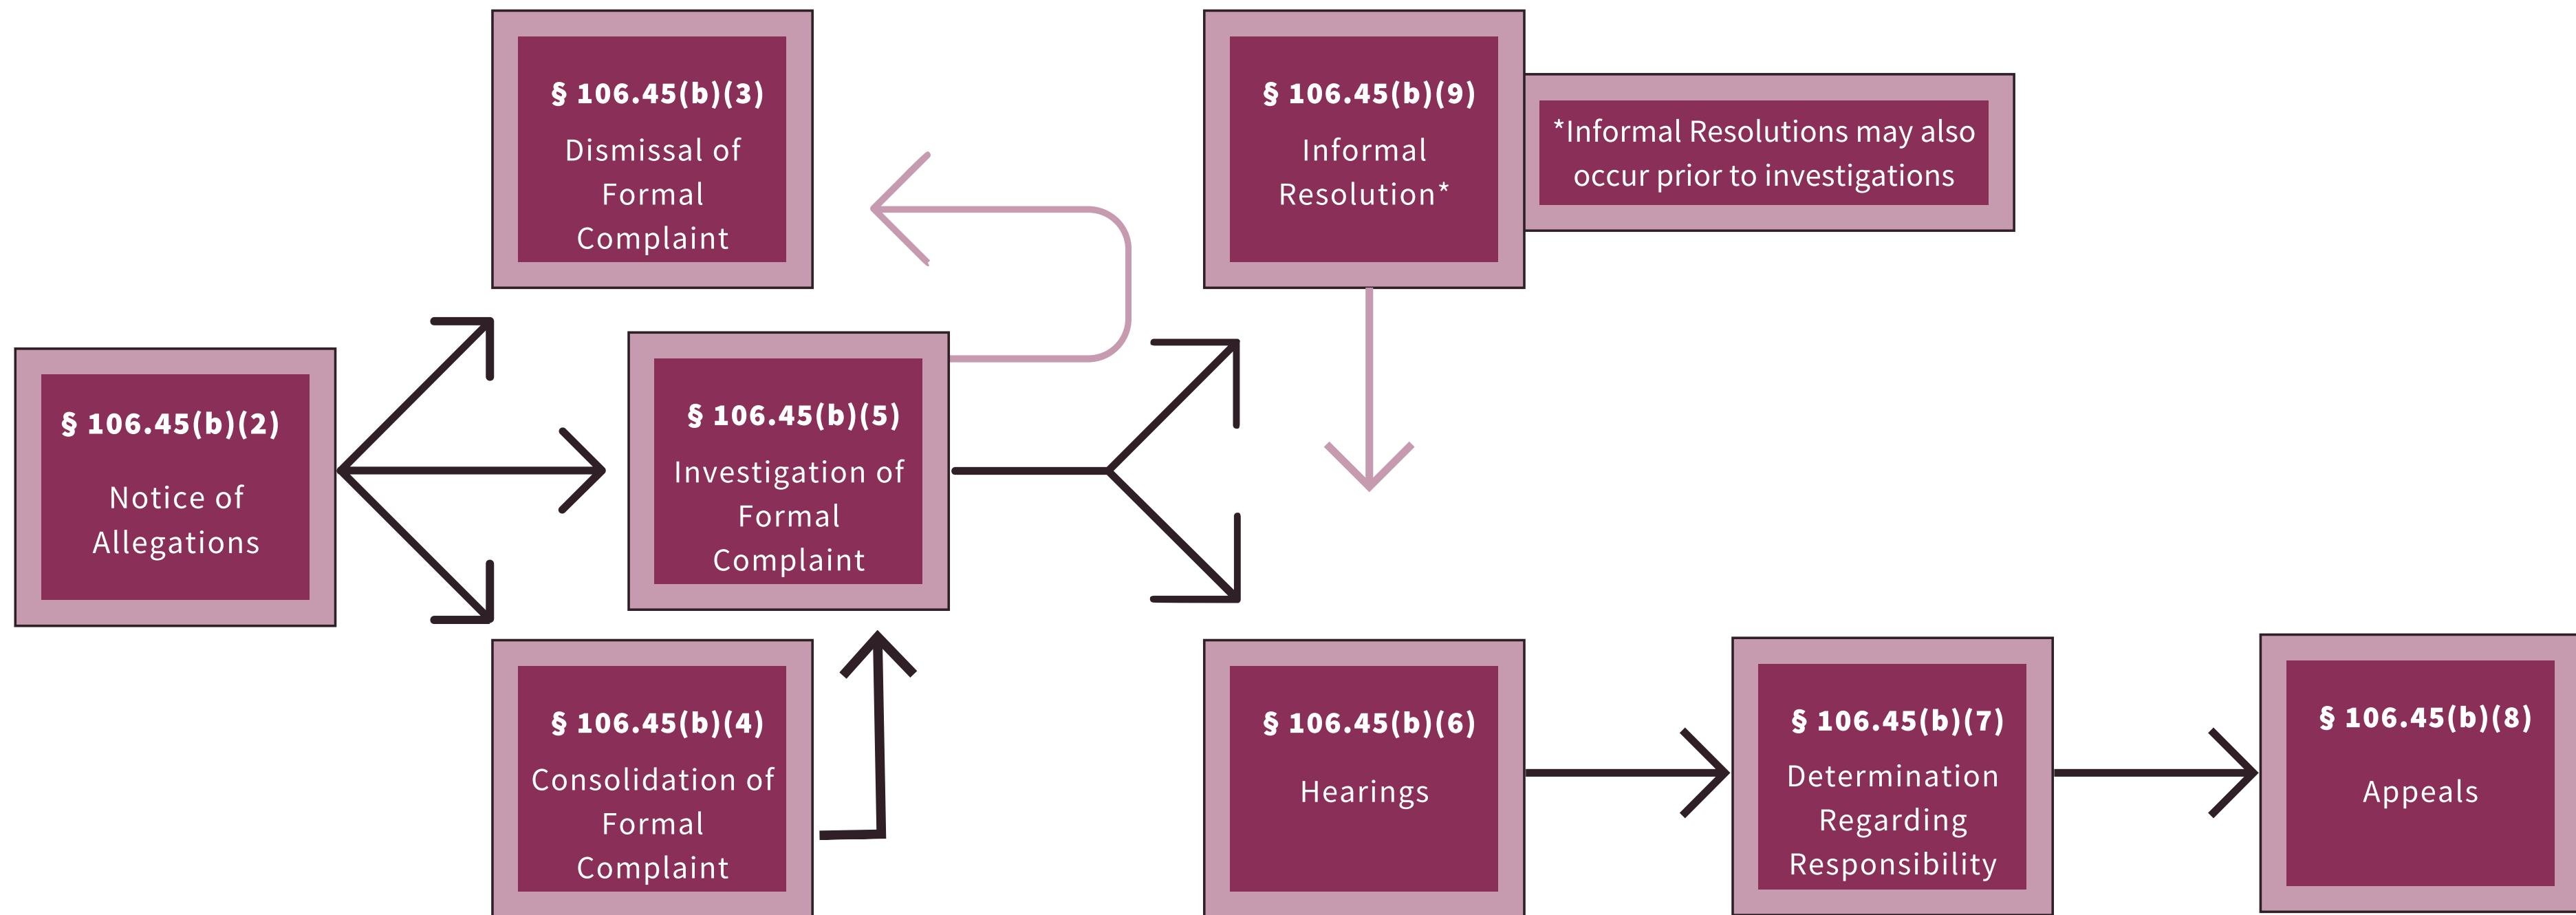 § 106.45(b)(2)
Notice of
Allegations
§ 106.45(b)(3)
Dismissal of
Formal
Complaint
§ 106.45(b)(5)
Investigation of
Formal
Complaint
§ 106.45(b)(4)
Consolidation of
Formal
Complaint
§ 106.45(b)(9)
Informal
Resolution*
*Informal Resolutions may also
occur prior to investigations
§ 106.45(b)(6)
Hearings
§ 106.45(b)(7)
Determination
Regarding
Responsibility
§ 106.45(b)(8)
Appeals